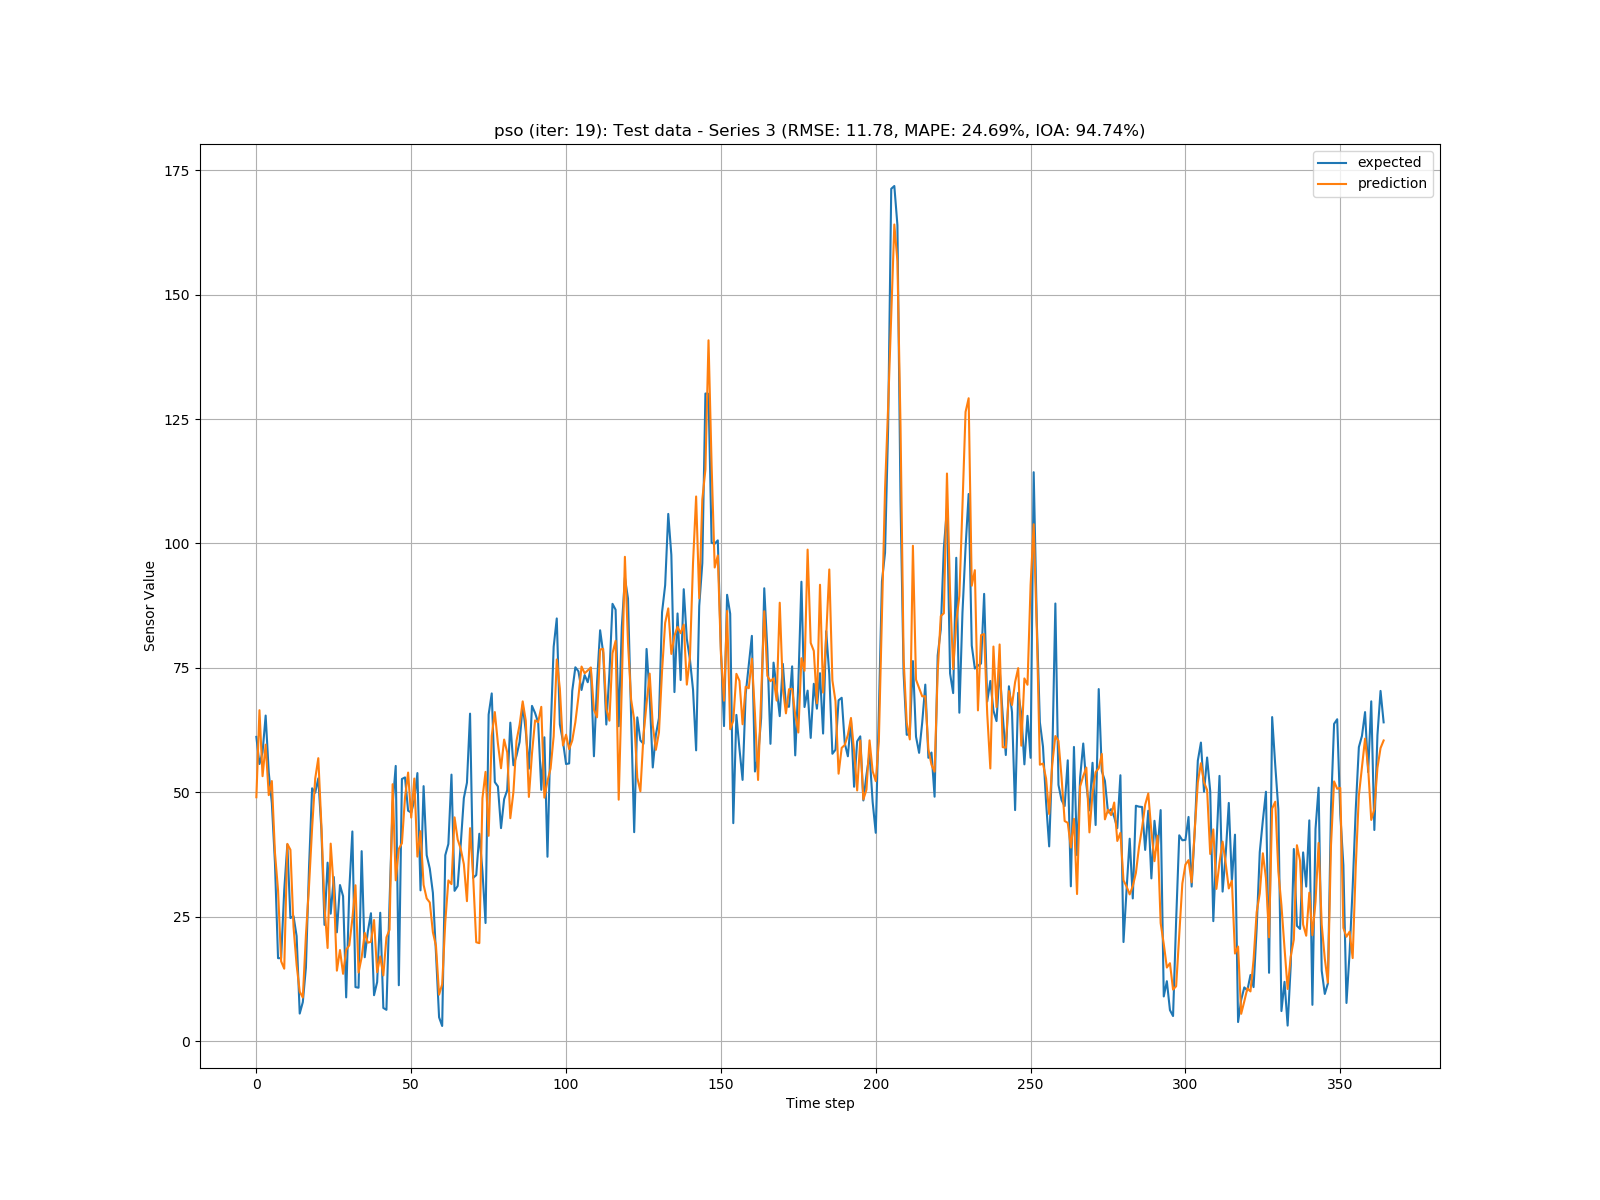 pso (iter: 19): Test data - Series 3 (RMSE: 11.78, MAPE: 24.69%, IOA: 94.74%)
expected
prediction
175
150
125
100
75
50
25
0
Sensor Value
0 50 100 150 200 250 300 350
Time step